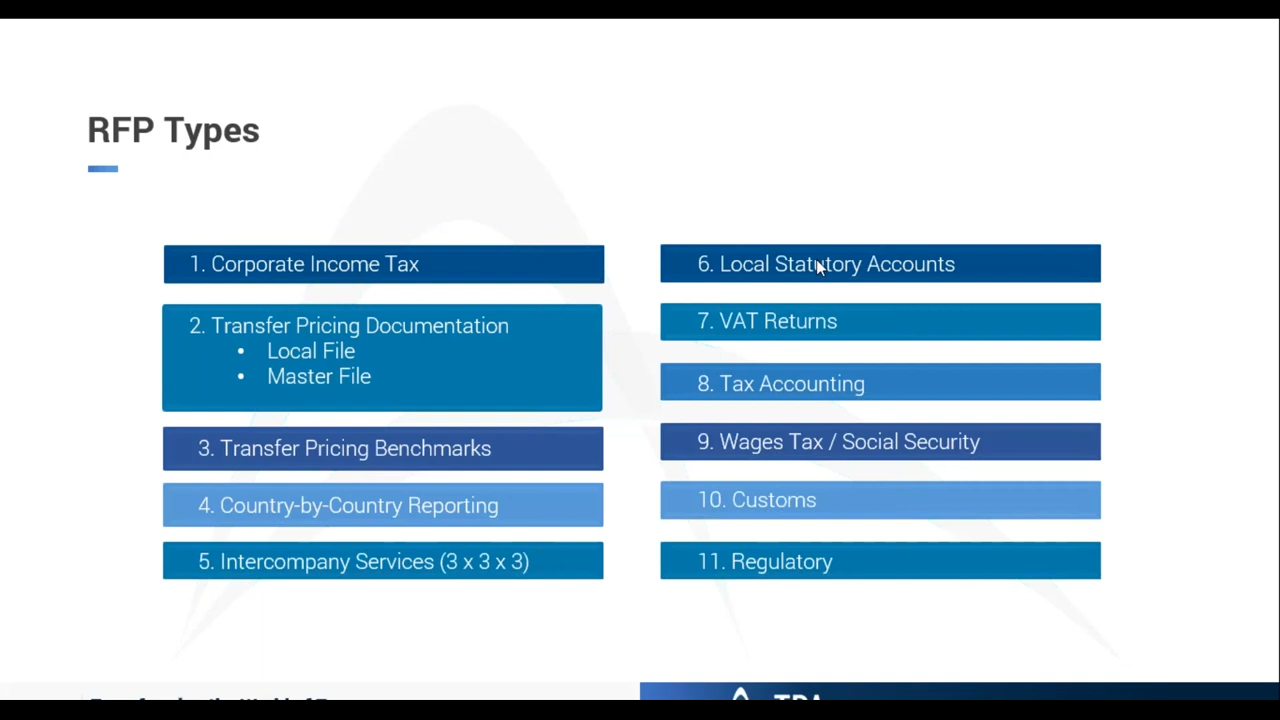 RFP Types
1. Corporate Income Tax
2. Transfer Pricing Documentation
• Local File
• Master File
3. Transfer Pricing Benchmarks
4. Country-by-Country Reporting
5. Intercompany Services (3 x 3 x 3)
6. Local Statutory Accounts
7. VAT Returns
8. Tax Accounting
9. Wages Tax / Social Security
10. Customs
11. Regulatory